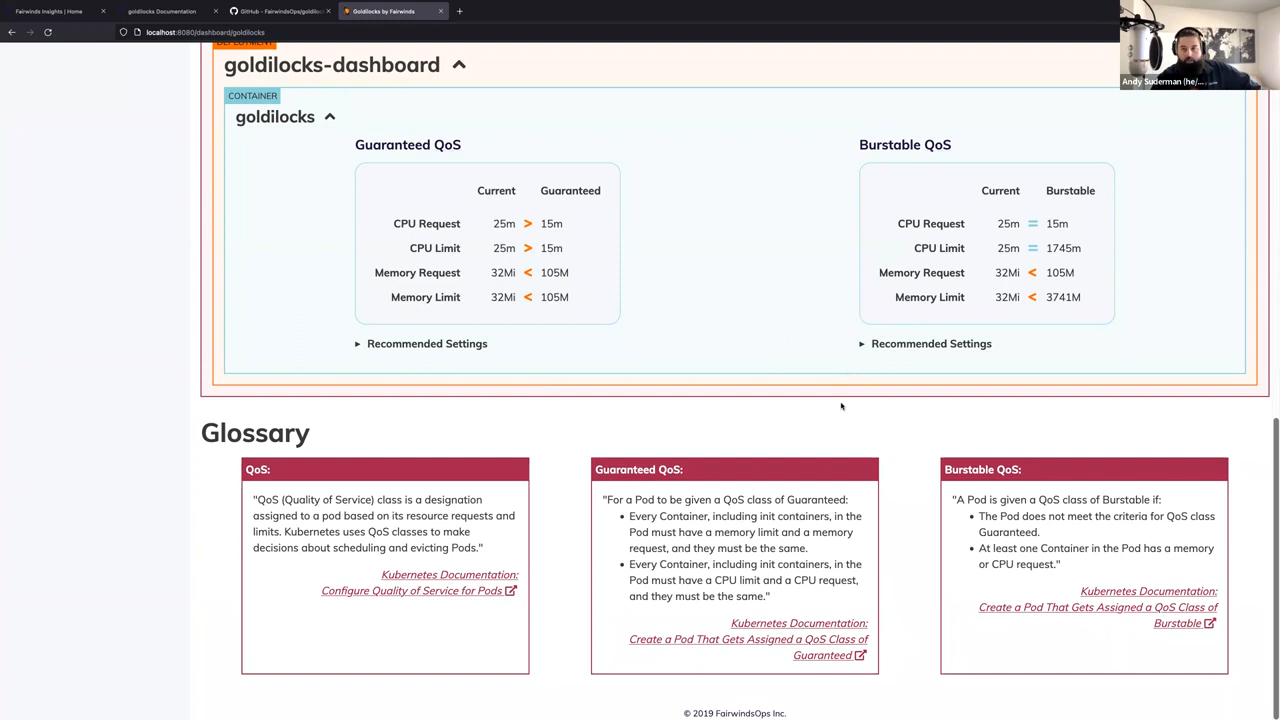 Fairwinds Insights | Home
goldilocks Documentation
GitHub - FairwindsOps/goldiloc
Goldilocks by Fairwinds
localhost:8080/dashboard/goldilocks
Andy Suderman (he/...
DEPLOYMENT
goldilocks-dashboard
CONTAINER
goldilocks
Guaranteed QoS
Current Guaranteed
CPU Request 25m > 15m
CPU Limit 25m > 15m
Memory Request 32Mi < 105M
Memory Limit 32Mi < 105M
Recommended Settings
Burstable QoS
Current Burstable
CPU Request 25m = 15m
CPU Limit 25m = 1745m
Memory Request 32Mi < 105M
Memory Limit 32Mi < 3741M
Recommended Settings
Glossary
QoS:
"QoS (Quality of Service) class is a designation
assigned to a pod based on its resource requests and
limits. Kubernetes uses QoS classes to make
decisions about scheduling and evicting Pods."
Kubernetes Documentation:
Configure Quality of Service for Pods
Guaranteed QoS:
"For a Pod to be given a QoS class of Guaranteed:
• Every Container, including init containers, in the
Pod must have a memory limit and a memory
request, and they must be the same.
• Every Container, including init containers, in the
Pod must have a CPU limit and a CPU request,
and they must be the same."
Kubernetes Documentation:
Create a Pod That Gets Assigned a QoS Class of
Guaranteed
Burstable QoS:
"A Pod is given a QoS class of Burstable if:
• The Pod does not meet the criteria for QoS class
Guaranteed.
• At least one Container in the Pod has a memory
or CPU request."
Kubernetes Documentation:
Create a Pod That Gets Assigned a QoS Class of
Burstable
© 2019 FairwindsOps Inc.